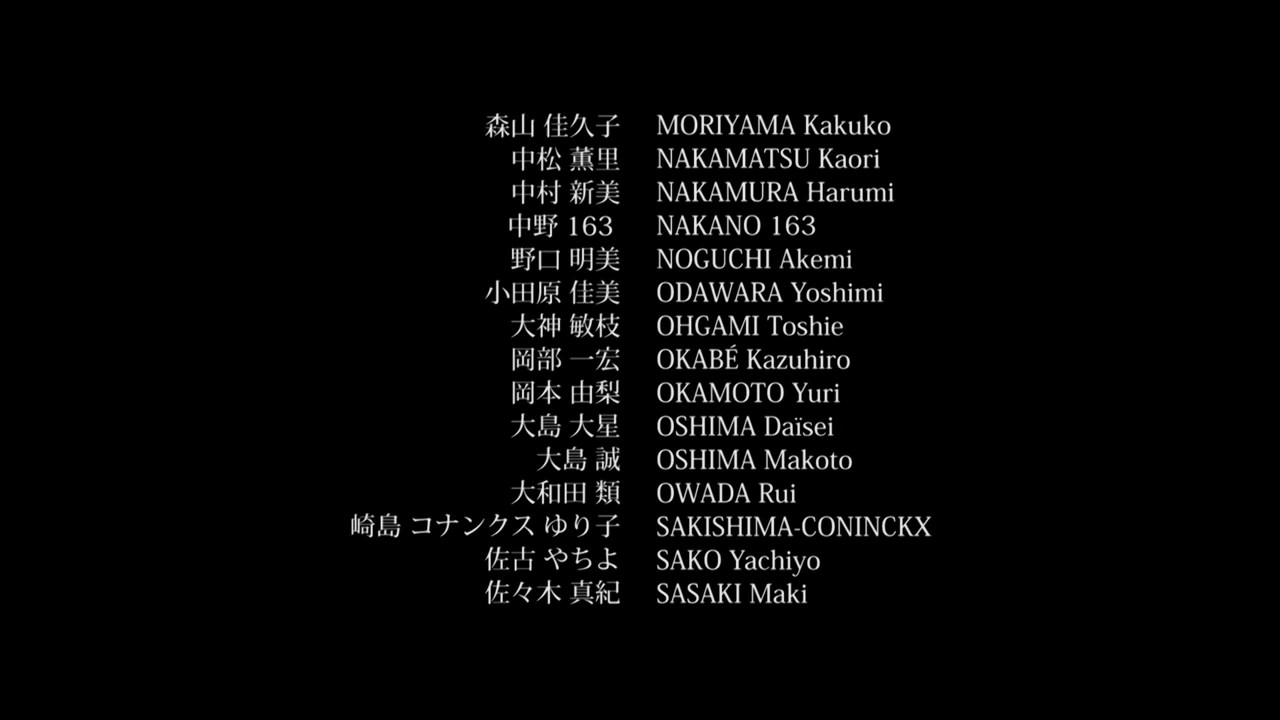 森山 佳久子 MORIYAMA Kakuko
中松 薫里 NAKAMATSU Kaori
中村 新美 NAKAMURA Harumi
中野 163 NAKANO 163
野口 明美 NOGUCHI Akemi
小田原 佳美 ODAWARA Yoshimi
大神 敏枝 OHGAMI Toshie
岡部 一宏 OKABÉ Kazuhiro
岡本 由梨 OKAMOTO Yuri
大島 大星 OSHIMA Daïsei
大島 誠 OSHIMA Makoto
大和田 類 OWADA Rui
崎島 コナンクス ゆり子 SAKISHIMA-CONINCKX
佐古 やちよ SAKO Yachiyo
佐々木 真紀 SASAKI Maki